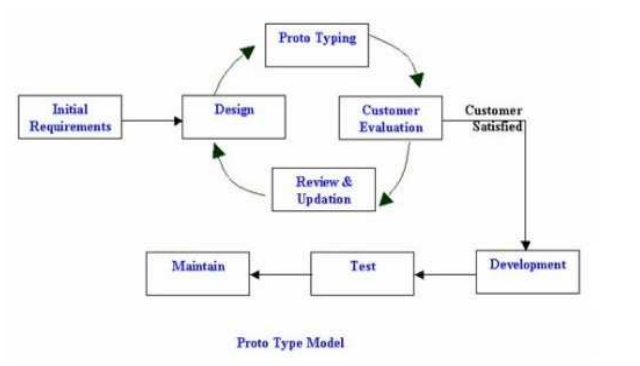 Proto Typing
Initial
Requirements
Design
Customer
Evaluation
Customer
Satisfied
Review &
Updation
Maintain
Test
Development
Proto Type Model